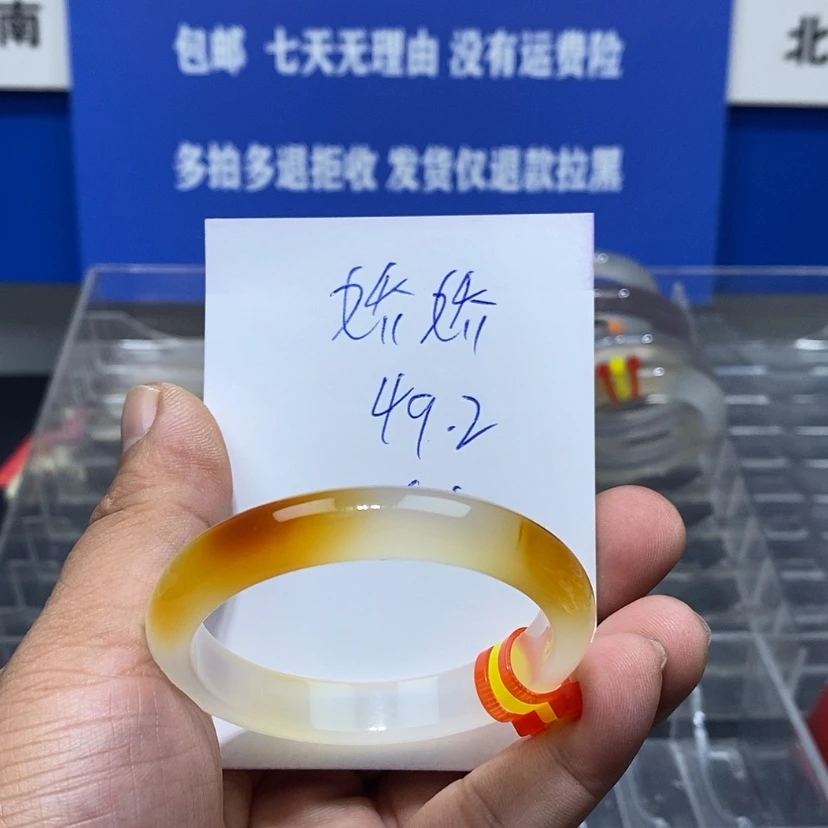 南
北
包邮 七天无理由 没有运费险
多拍多退拒收 发货仅退款拉黑
娇娇
49.2